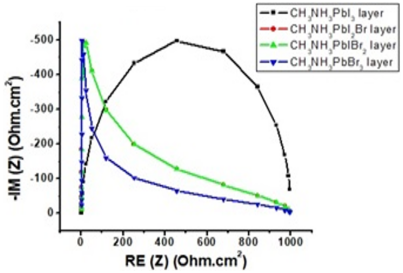 CH3NH3PbI3 layer
CH3NH3PbI2Br layer
CH3NH3PbIBr2 layer
CH3NH3PbBr3 layer
-500
-400
-300
-200
-100
0
-IM (Z) (Ohm.cm²)
0 200 400 600 800 1000
RE (Z) (Ohm.cm²)